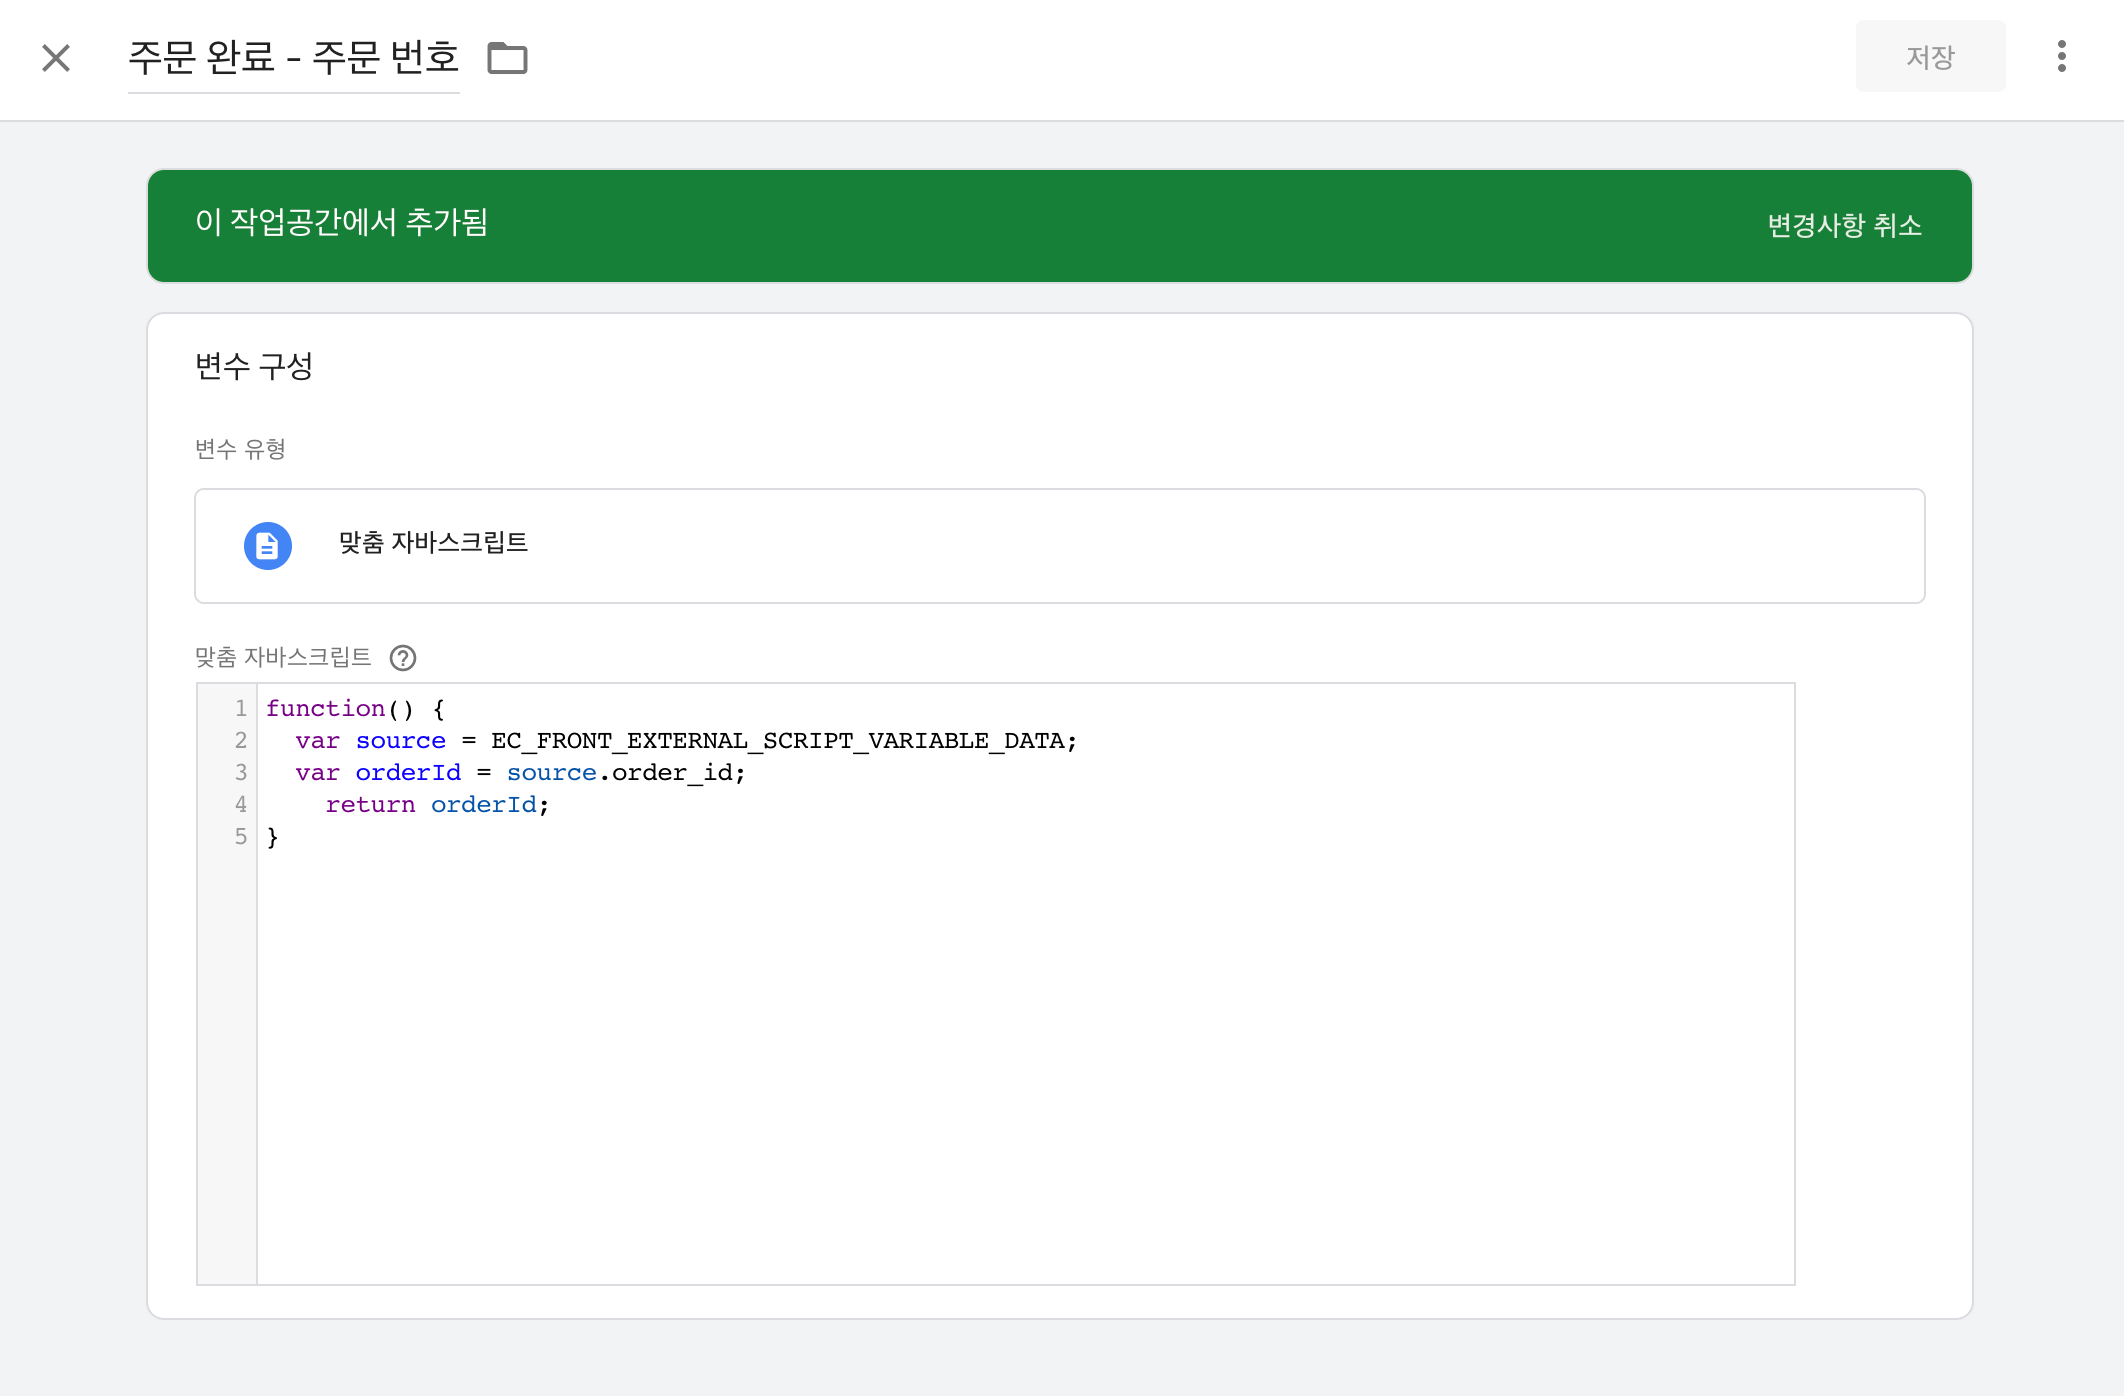 주문 완료 - 주문 번호
저장
이 작업공간에서 추가됨
변경사항 취소
변수 구성
변수 유형
맞춤 자바스크립트
맞춤 자바스크립트 ?
1 function() {
2   var source = EC_FRONT_EXTERNAL_SCRIPT_VARIABLE_DATA;
3   var orderId = source.order_id;
4     return orderId;
5 }